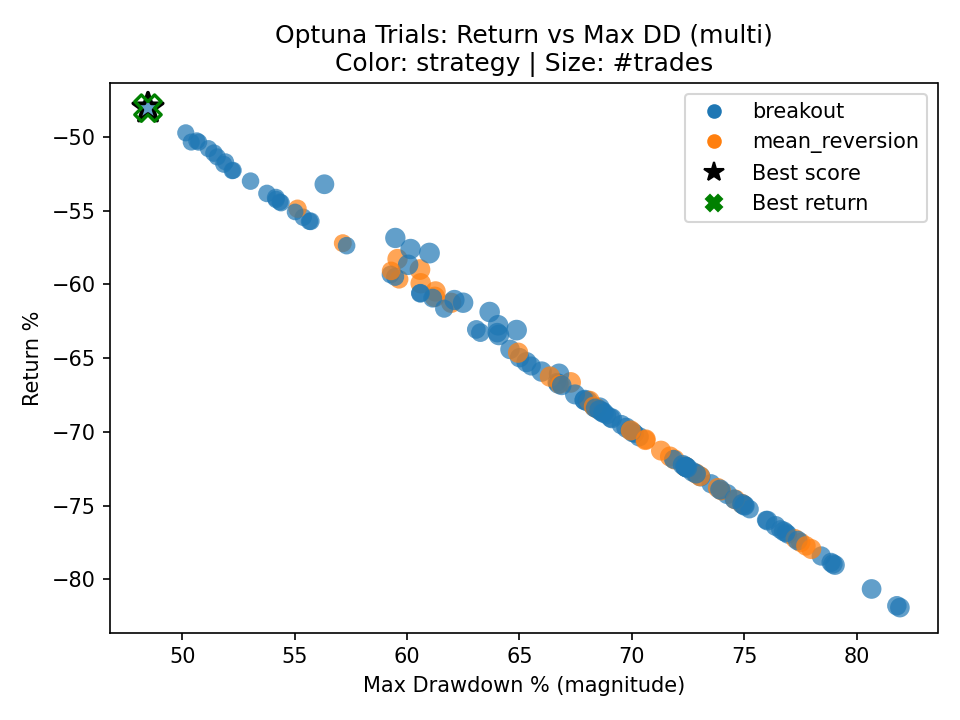 Optuna Trials: Return vs Max DD (multi)
Color: strategy | Size: #trades
breakout
mean_reversion
Best score
Best return
Return %
−50
−55
−60
−65
−70
−75
−80
50
55
60
65
70
75
80
Max Drawdown % (magnitude)